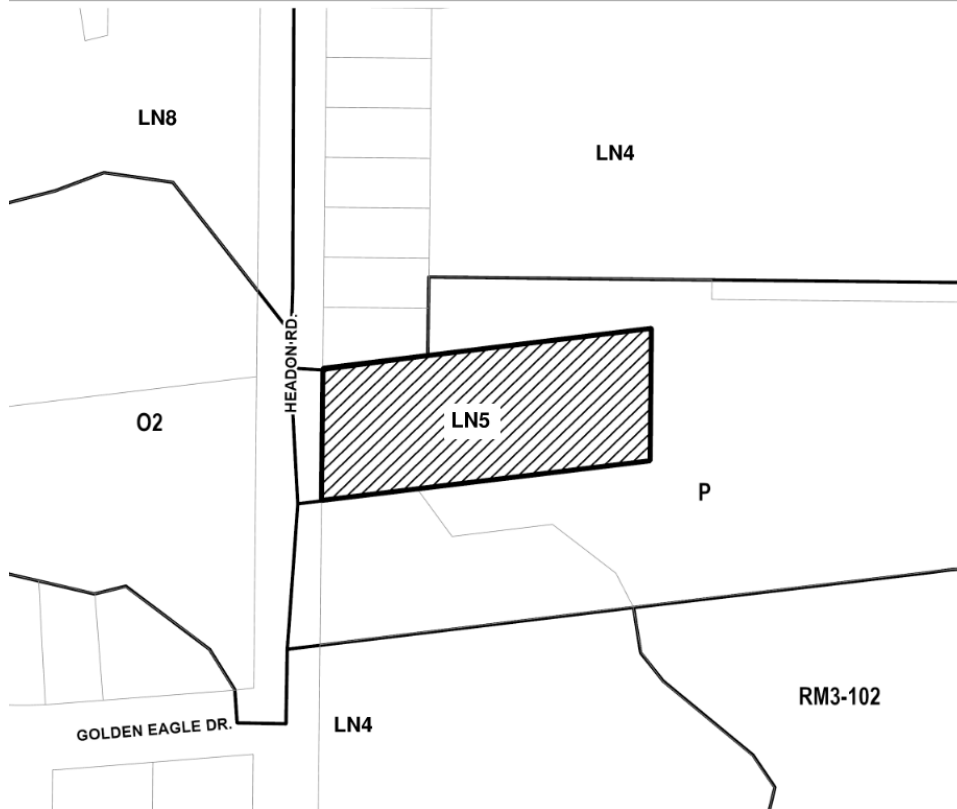 LN8
LN4
HEADON RD.
O2
LN5
P
RM3-102
GOLDEN EAGLE DR.
LN4